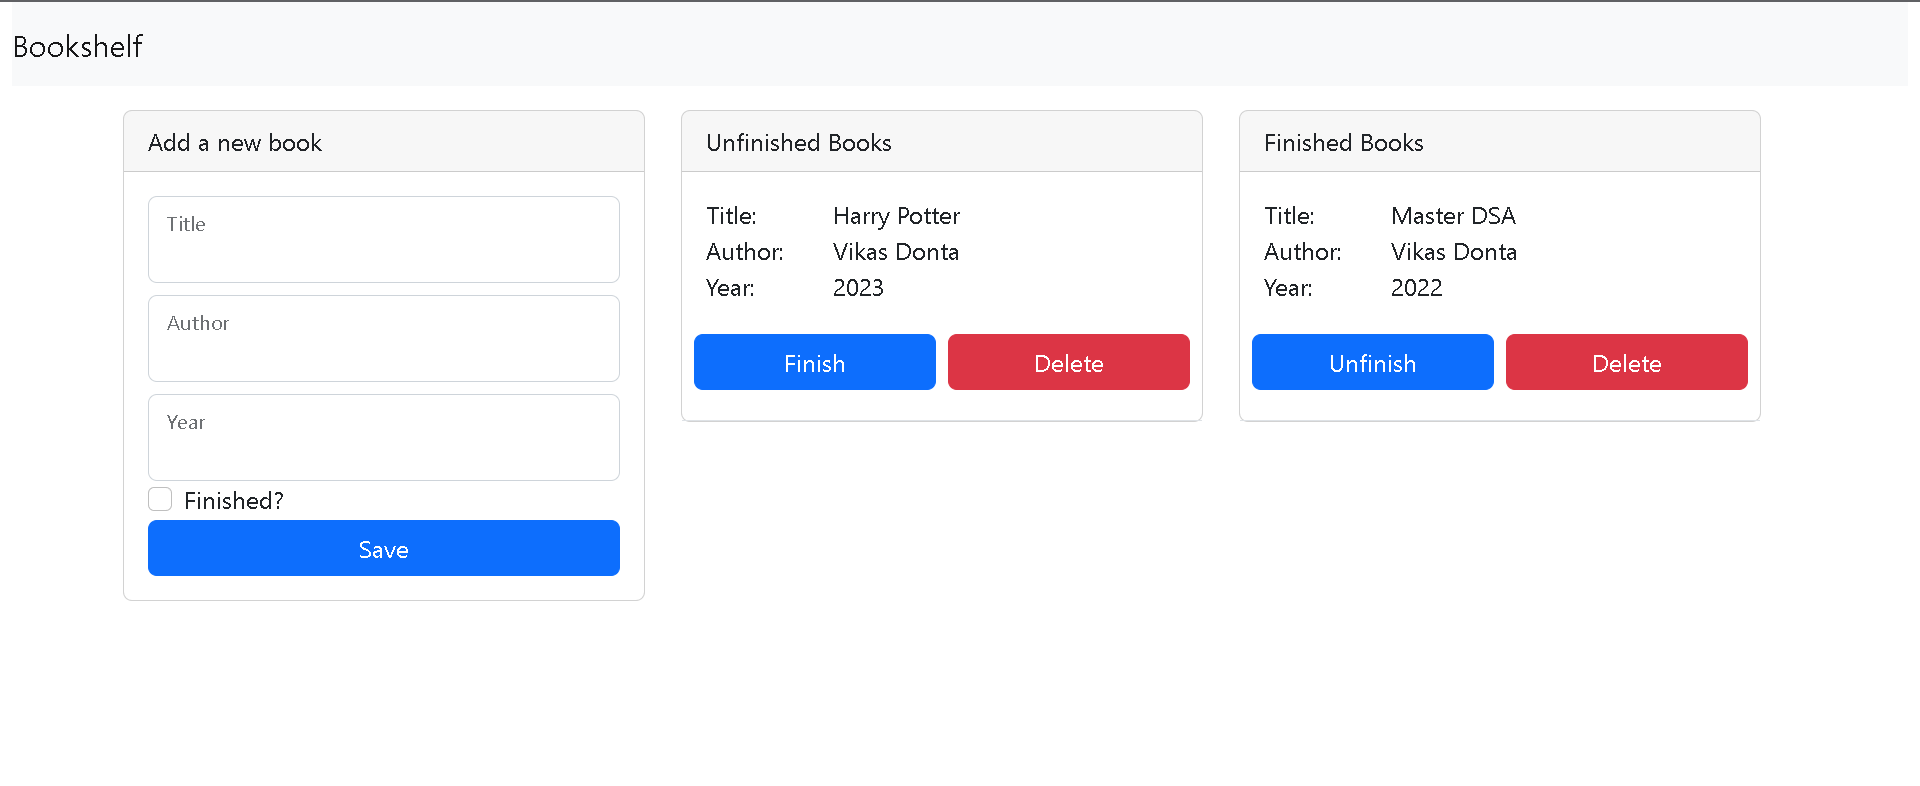 Bookshelf
Add a new book
Title
Author
Year
Finished?
Save
Unfinished Books
Title: Harry Potter
Author: Vikas Donta
Year: 2023
Finish Delete
Finished Books
Title: Master DSA
Author: Vikas Donta
Year: 2022
Unfinish Delete